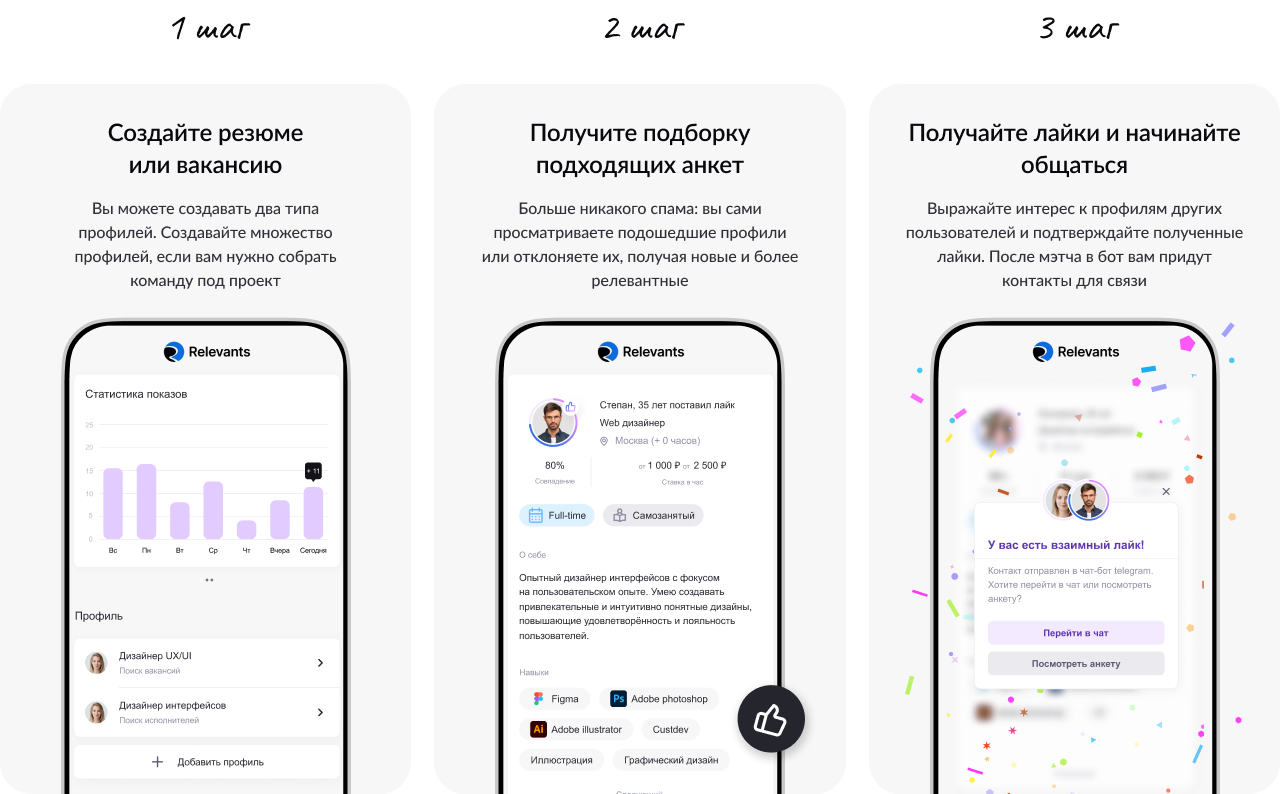 1 шаг
2 шаг
3 шаг
Создайте резюме
или вакансию
Вы можете создавать два типа
профилей. Создавайте множество
профилей, если вам нужно собрать
команду под проект
Relevants
Статистика показов
25
20
15
10
5
0
+ 11
Вс
Пн
Вт
Ср
Чт
Вчера
Сегодня
Профиль
Дизайнер UX/UI
Поиск вакансий
Дизайнер интерфейсов
Поиск исполнителей
Добавить профиль
Получите подборку
подходящих анкет
Больше никакого спама: вы сами
просматриваете подошедшие профили
или отклоняете их, получая новые и более
релевантные
Relevants
Степан, 35 лет поставил лайк
Web дизайнер
Москва (+ 0 часов)
80%
Совпадение
от 1 000 ₽ от 2 500 ₽
Ставка в час
Full-time
Самозанятый
О себе
Опытный дизайнер интерфейсов с фокусом
на пользовательском опыте. Умею создавать
привлекательные и интуитивно понятные дизайны,
повышающие удовлетворённость и лояльность
пользователей.
Навыки
Figma
Ps Adobe photoshop
Ai Adobe illustrator
Custdev
Иллюстрация
Графический дизайн
Получайте лайки и начинайте
общаться
Выражайте интерес к профилям других
пользователей и подтверждайте полученные
лайки. После мэтча в бот вам придут
контакты для связи
Relevants
У вас есть взаимный лайк!
Контакт отправлен в чат-бот telegram.
Хотите перейти в чат или посмотреть
анкету?
Перейти в чат
Посмотреть анкету